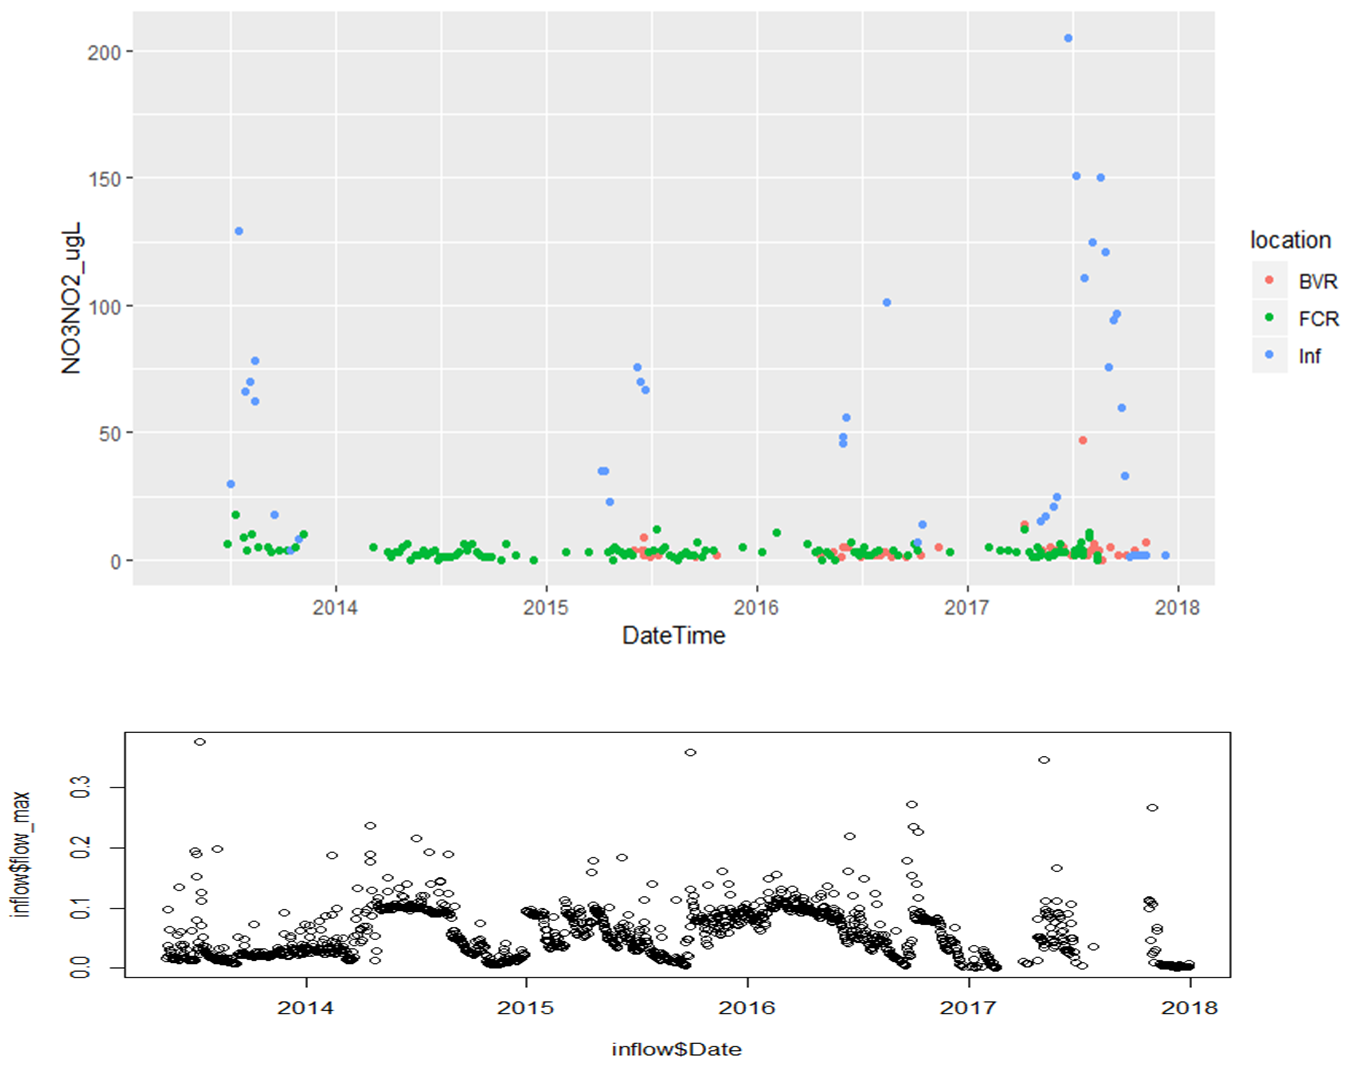 200
150
100
50
0
NO3NO2_ugL
2014 2015 2016 2017 2018
DateTime
location
BVR
FCR
Inf
0.3
0.2
0.1
0.0
inflow$flow_max
2014 2015 2016 2017 2018
inflow$Date